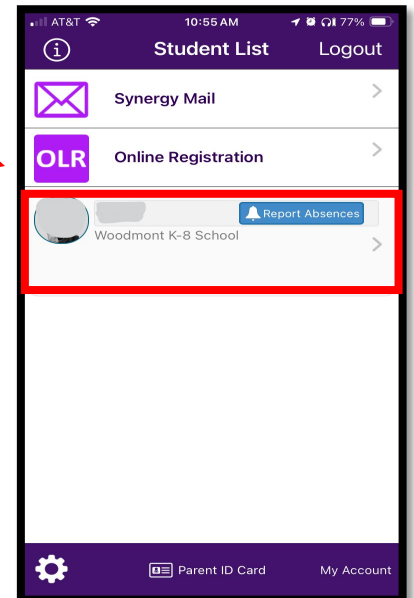 AT&T 10:55 AM 77%
Student List Logout
Synergy Mail
OLR Online Registration
Report Absences
Woodmont K-8 School
Parent ID Card My Account